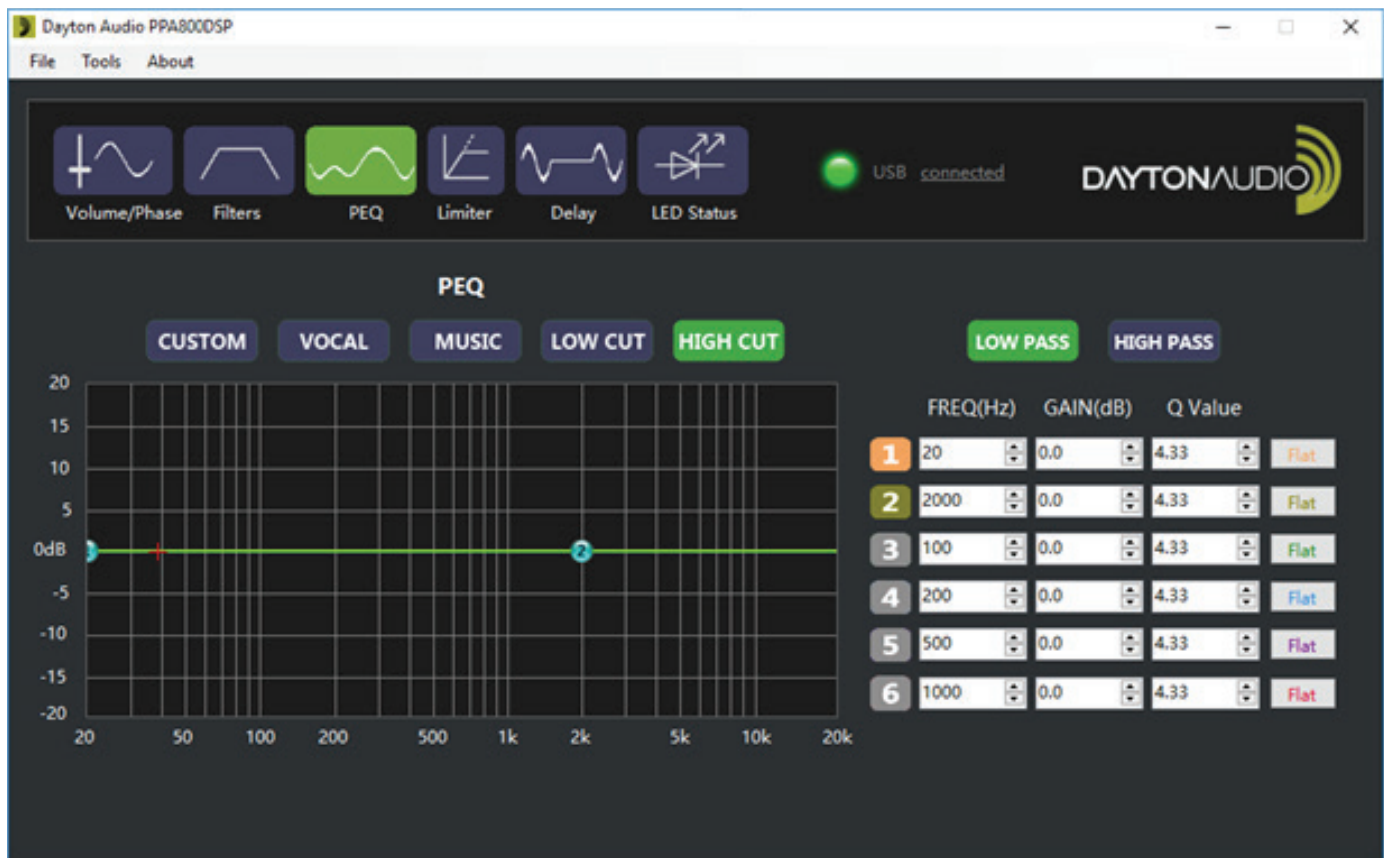 Dayton Audio PPA800DSP
File Tools About
Volume/Phase Filters PEQ Limiter Delay LED Status
USB connected
DAYTONAUDIO
PEQ
CUSTOM VOCAL MUSIC LOW CUT HIGH CUT
LOW PASS HIGH PASS
20
15
10
5
0dB
-5
-10
-15
-20
2
20 50 100 200 500 1k 2k 5k 10k 20k
FREQ(Hz) GAIN(dB) Q Value
1 20 0.0 4.33 Flat
2 2000 0.0 4.33 Flat
3 100 0.0 4.33 Flat
4 200 0.0 4.33 Flat
5 500 0.0 4.33 Flat
6 1000 0.0 4.33 Flat